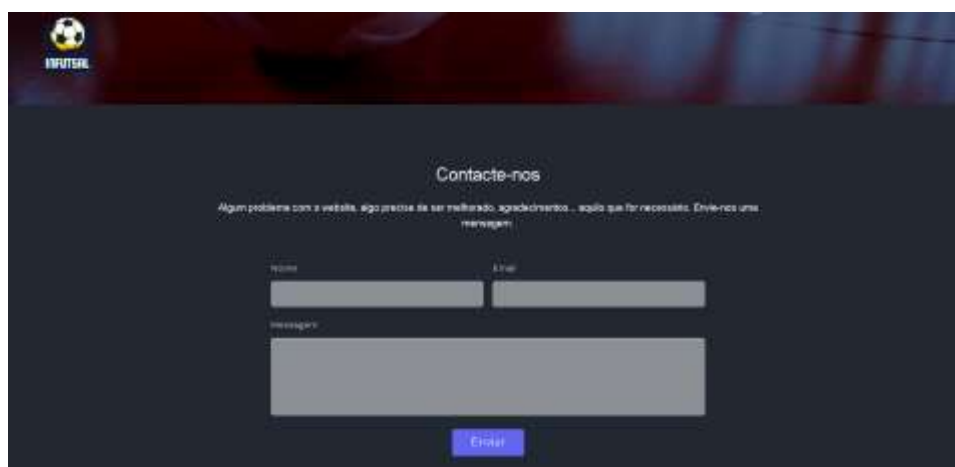 INFUTSAL
Contacte-nos
Algum problema com o website, algo precisa de ser melhorado, agradecimentos... aquilo que for necessário. Envie-nos uma
mensagem
Nome Email
Mensagem
Enviar